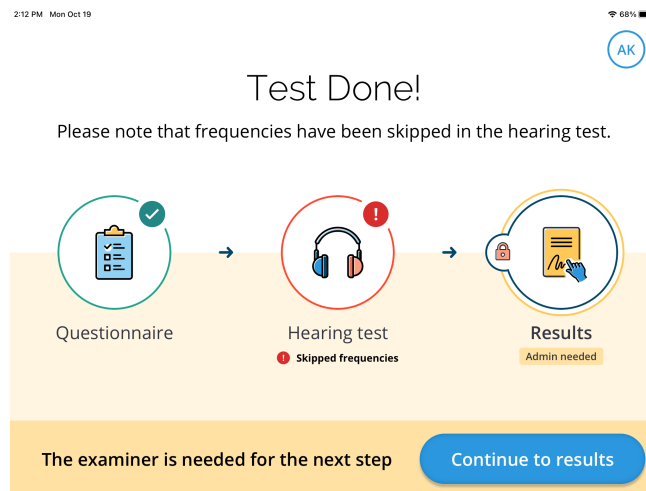 2:12 PM Mon Oct 19
68%
AK
Test Done!
Please note that frequencies have been skipped in the hearing test.
Questionnaire
Hearing test
Results
! Skipped frequencies
Admin needed
The examiner is needed for the next step
Continue to results